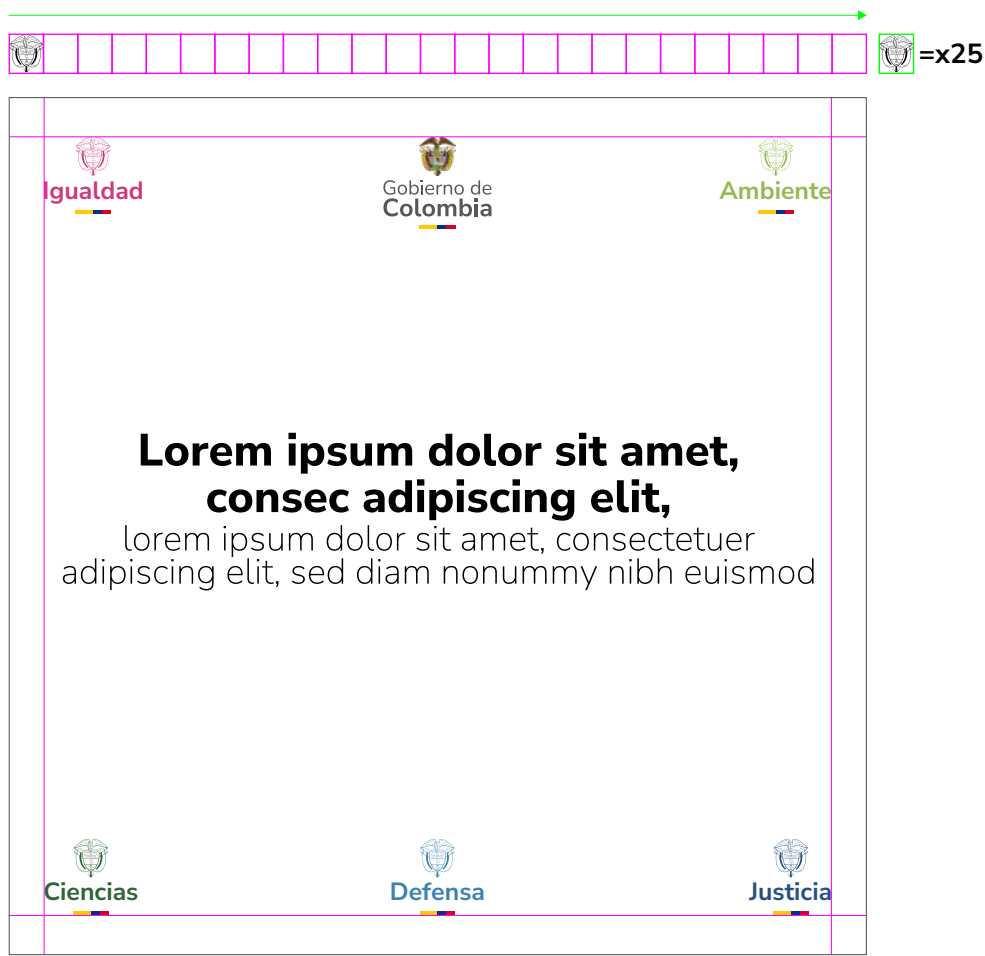 =x25
Igualdad
Gobierno de
Colombia
Ambiente
Lorem ipsum dolor sit amet,
consec adipiscing elit,
lorem ipsum dolor sit amet, consectetuer
adipiscing elit, sed diam nonummy nibh euismod
Ciencias
Defensa
Justicia